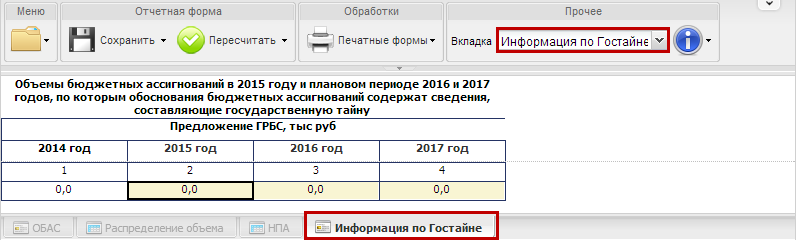 Меню
Отчетная форма
Обработки
Прочее
Сохранить
Пересчитать
Печатные формы
Вкладка
Информация по Гостайне
Объемы бюджетных ассигнований в 2015 году и плановом периоде 2016 и 2017
годов, по которым обоснования бюджетных ассигнований содержат сведения,
составляющие государственную тайну
Предложение ГРБС, тыс руб
2014 год 2015 год 2016 год 2017 год
1 2 3 4
0,0 0,0 0,0 0,0
ОБАС Распределение объема НПА Информация по Гостайне